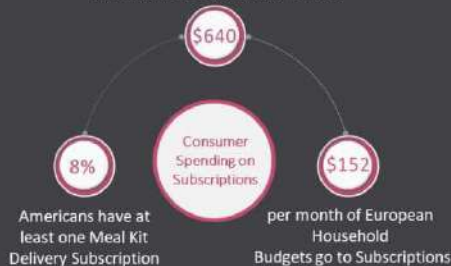 $640
8%
Consumer
Spending on
Subscriptions
$152
Americans have at
least one Meal Kit
Delivery Subscription
per month of European
Household
Budgets go to Subscriptions